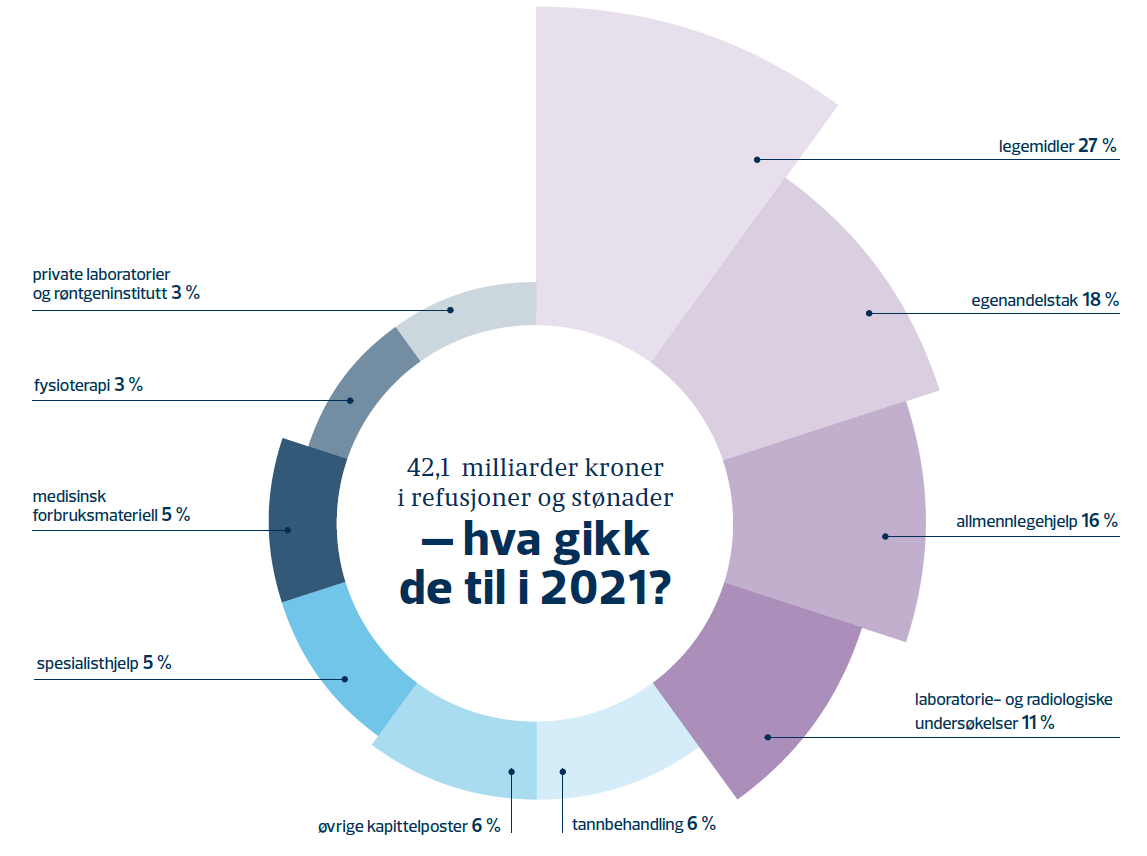 42,1 milliarder kroner
i refusjoner og stønader
– hva gikk
de til i 2021?
legemidler 27 %
egenandelstak 18 %
allmennlegehjelp 16 %
laboratorie- og radiologiske
undersøkelser 11 %
tannbehandling 6 %
øvrige kapittelposter 6 %
spesialisthjelp 5 %
medisinsk
forbruksmateriell 5 %
fysioterapi 3 %
private laboratorier
og røntgeninstitutt 3 %